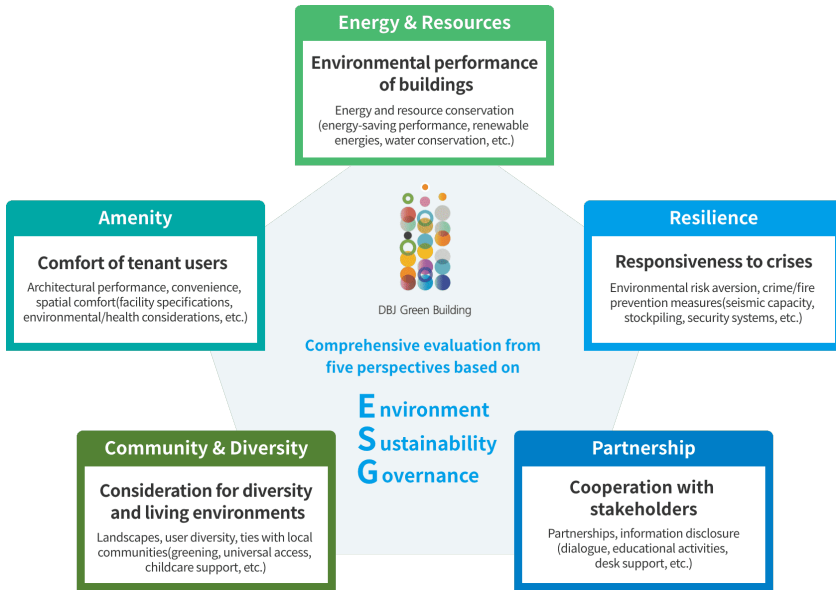 Energy & Resources
Environmental performance
of buildings
Energy and resource conservation
(energy-saving performance, renewable
energies, water conservation, etc.)
Amenity
Comfort of tenant users
Architectural performance, convenience,
spatial comfort(facility specifications,
environmental/health considerations, etc.)
Resilience
Responsiveness to crises
Environmental risk aversion, crime/fire
prevention measures(seismic capacity,
stockpiling, security systems, etc.)
DBJ Green Building
Comprehensive evaluation from
five perspectives based on
Environment
Sustainability
Governance
Community & Diversity
Consideration for diversity
and living environments
Landscapes, user diversity, ties with local
communities(greening, universal access,
childcare support, etc.)
Partnership
Cooperation with
stakeholders
Partnerships, information disclosure
(dialogue, educational activities,
desk support, etc.)